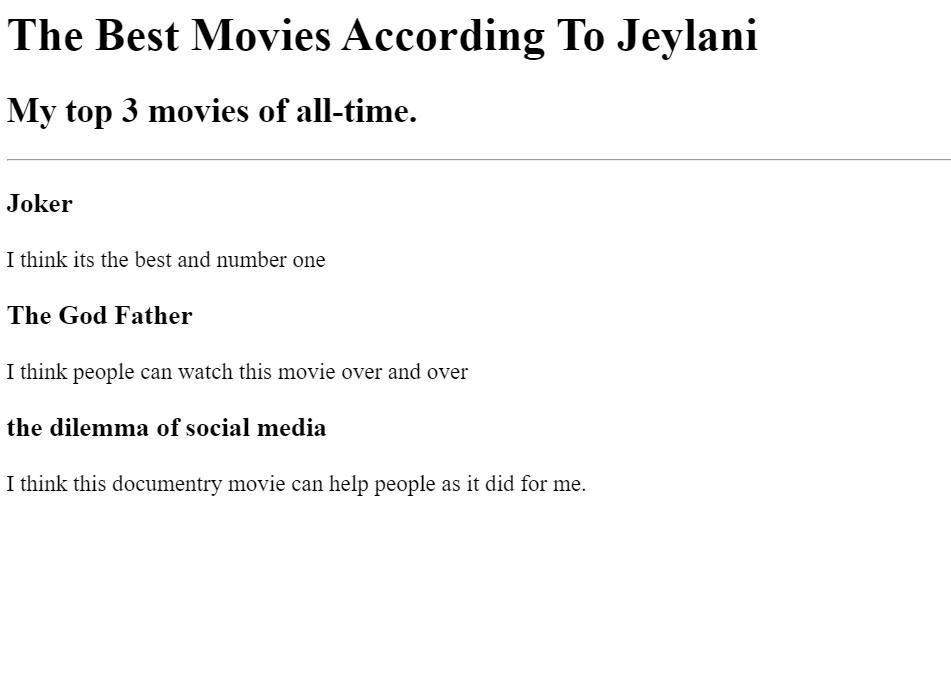 The Best Movies According To Jeylani
My top 3 movies of all-time.
Joker
I think its the best and number one
The God Father
I think people can watch this movie over and over
the dilemma of social media
I think this documentry movie can help people as it did for me.